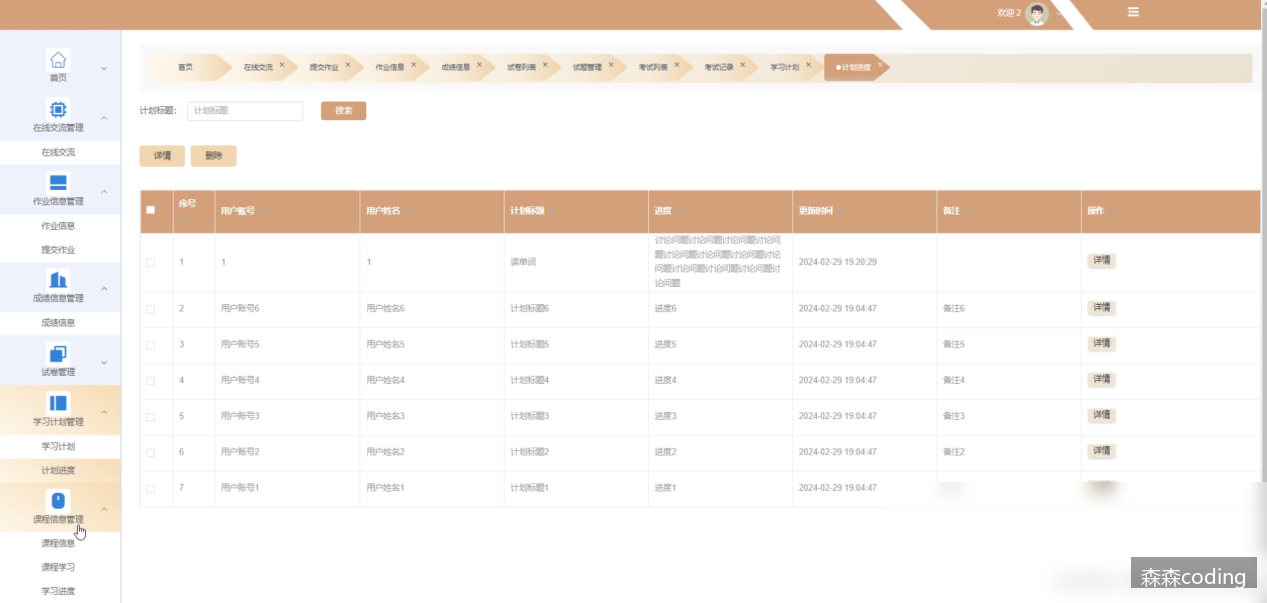 欢迎 2
首页
在线交流管理
在线交流
作业信息管理
作业信息
提交作业
成绩信息管理
成绩信息
试卷管理
学习计划管理
学习计划
计划进度
课程信息管理
课程信息
课程学习
学习进度
首页 在线交流 提交作业 作业信息 成绩信息 试卷列表 试题管理 考试列表 考试记录 学习计划 计划进度
计划标题： 计划标题 搜索
详情 删除
序号 用户账号 用户姓名 计划标题 进度 更新时间 备注 操作
讨论问题讨论问题讨论问题讨论问
题讨论问题讨论问题讨论问题讨论
1 1 1 读单词 2024-02-29 19:20:29 详情
问题讨论问题讨论问题讨论问题讨
论问题
2 用户账号6 用户姓名6 计划标题6 进度6 2024-02-29 19:04:47 备注6 详情
3 用户账号5 用户姓名5 计划标题5 进度5 2024-02-29 19:04:47 备注5 详情
4 用户账号4 用户姓名4 计划标题4 进度4 2024-02-29 19:04:47 备注4 详情
5 用户账号3 用户姓名3 计划标题3 进度3 2024-02-29 19:04:47 备注3 详情
6 用户账号2 用户姓名2 计划标题2 进度2 2024-02-29 19:04:47 备注2 详情
7 用户账号1 用户姓名1 计划标题1 进度1 2024-02-29 19:04:47
森森coding